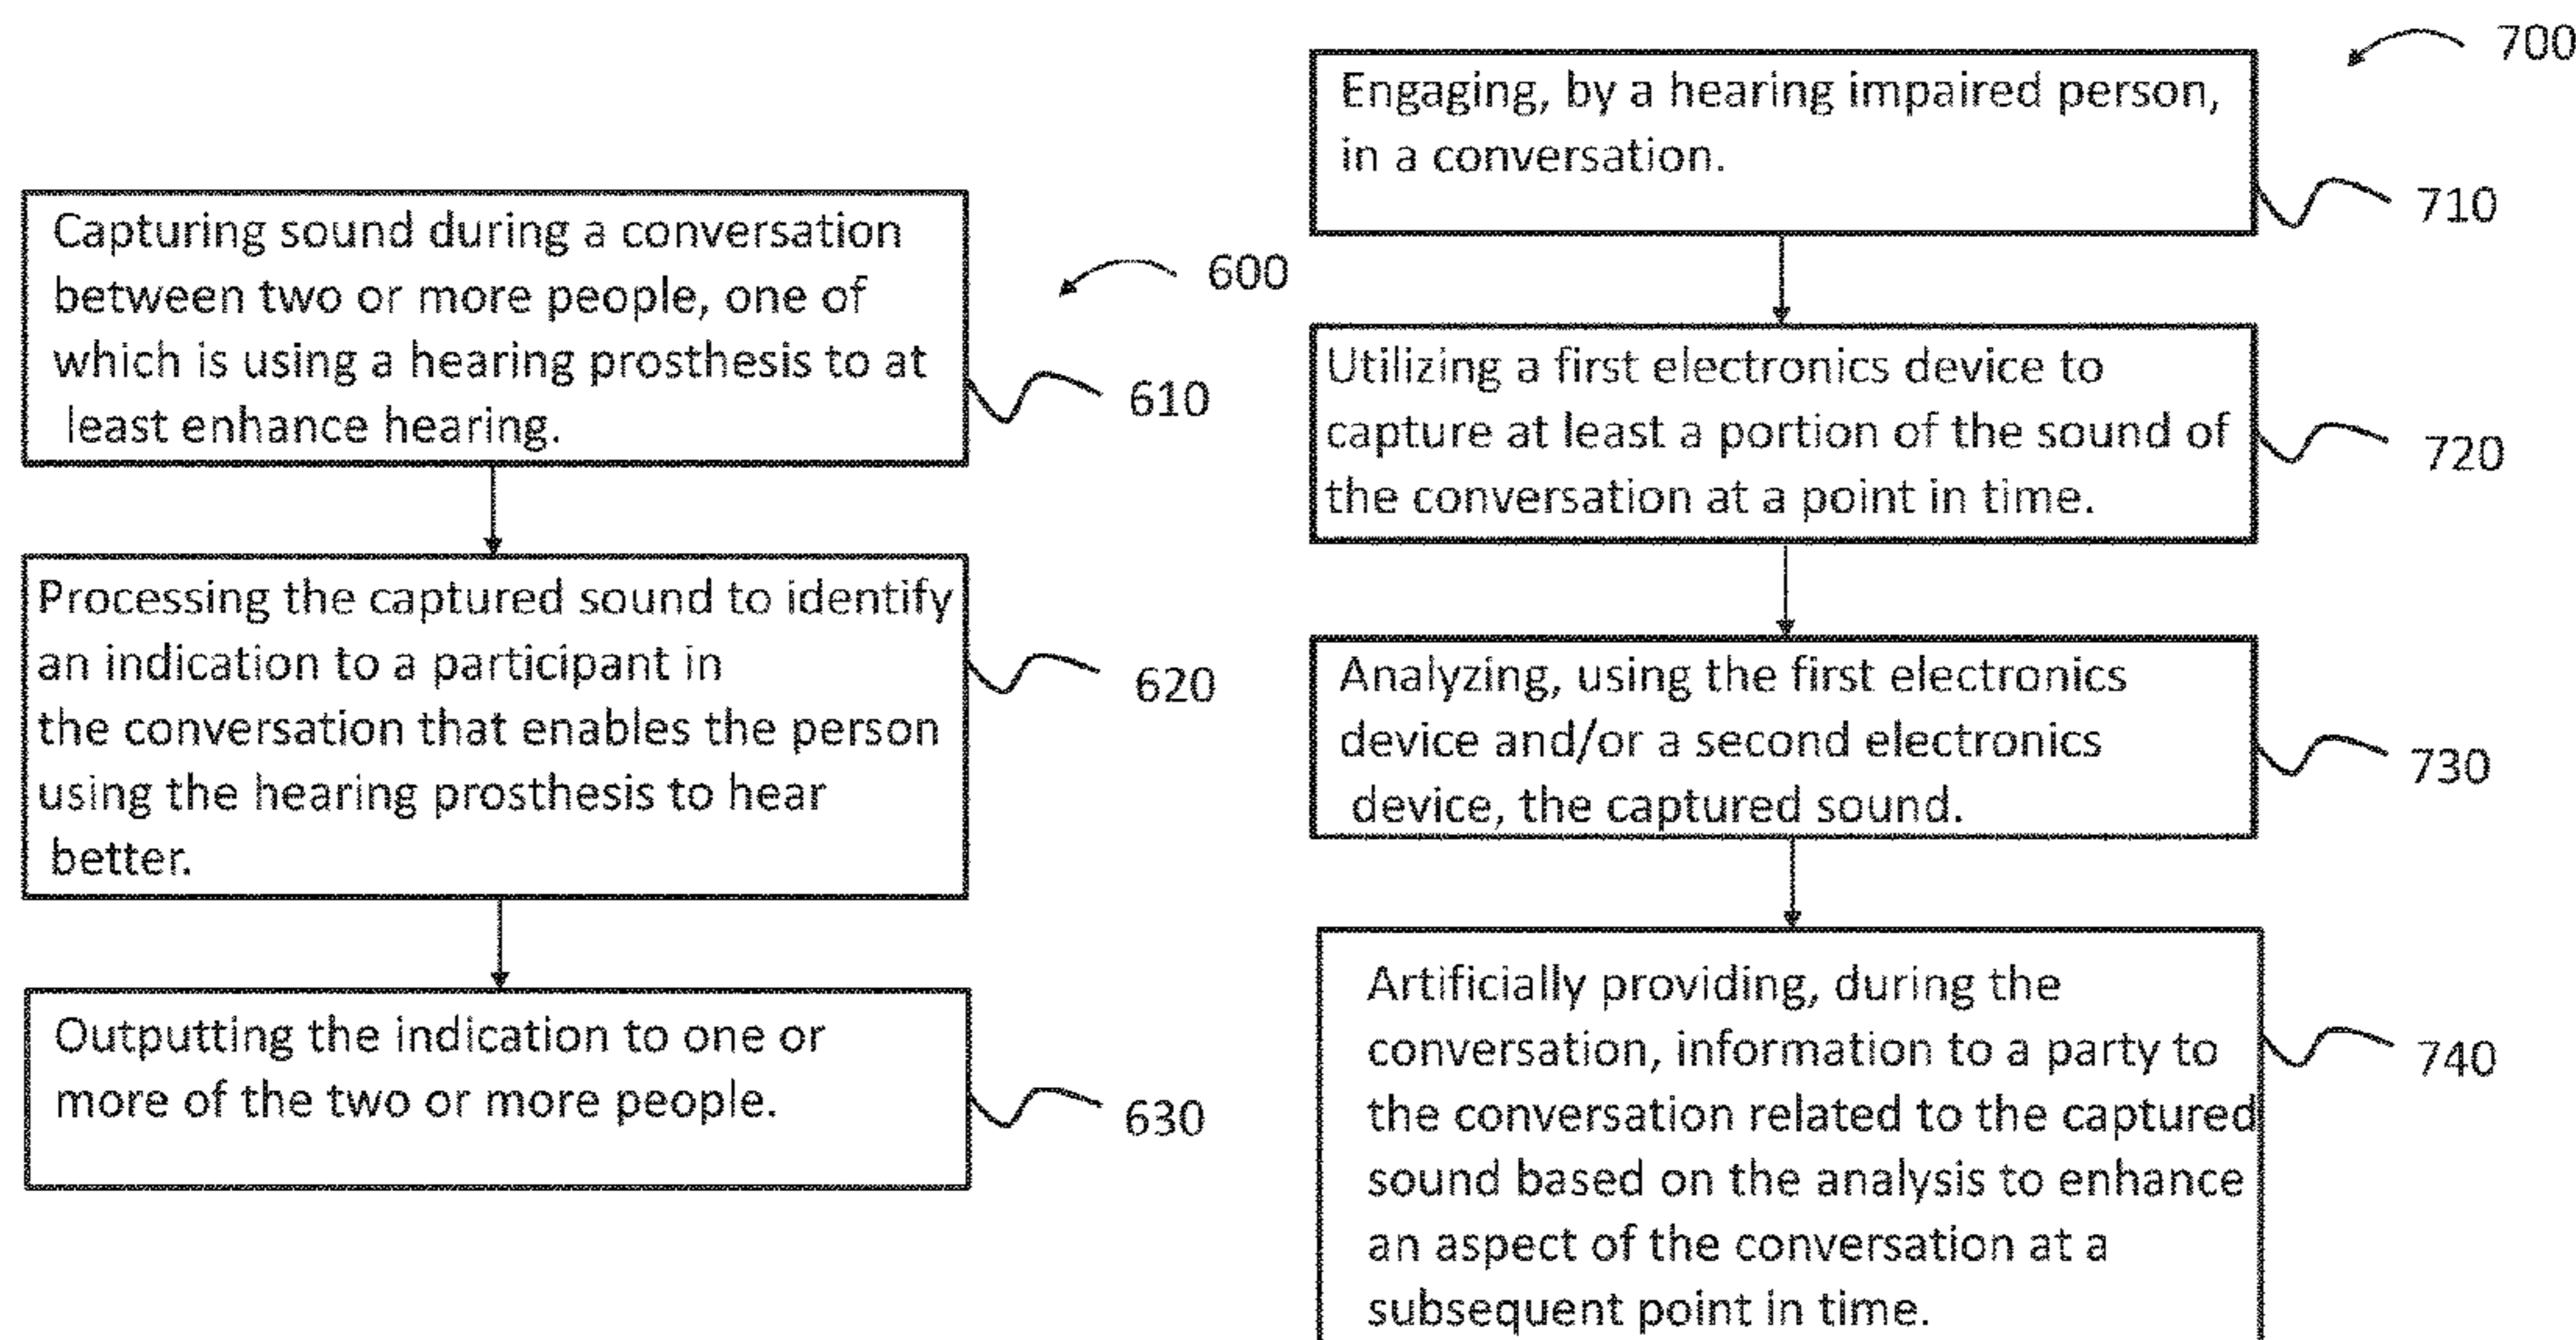 600
Capturing sound during a conversation
between two or more people, one of
which is using a hearing prosthesis to at
least enhance hearing.
610
Processing the captured sound to identify
an indication to a participant in
the conversation that enables the person
using the hearing prosthesis to hear
better.
620
Outputting the indication to one or
more of the two or more people.
630
700
Engaging, by a hearing impaired person,
in a conversation.
710
Utilizing a first electronics device to
capture at least a portion of the sound of
the conversation at a point in time.
720
Analyzing, using the first electronics
device and/or a second electronics
device, the captured sound.
730
Artificially providing, during the
conversation, information to a party to
the conversation related to the captured
sound based on the analysis to enhance
an aspect of the conversation at a
subsequent point in time.
740